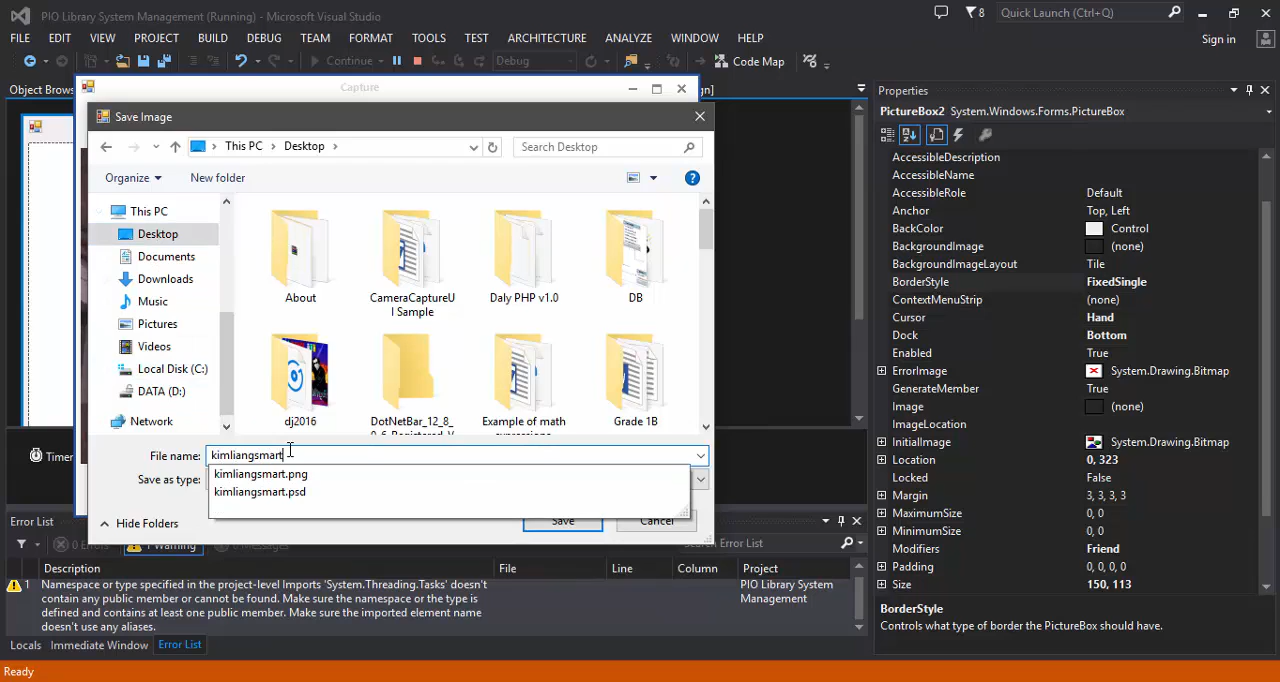 PIO Library System Management (Running) - Microsoft Visual Studio
8
Quick Launch (Ctrl+Q)
FILE EDIT VIEW PROJECT BUILD DEBUG TEAM FORMAT TOOLS TEST ARCHITECTURE ANALYZE WINDOW HELP
Sign in
Continue
Debug
Code Map
Object Brows
Capture
gn]
Save Image
This PC
Desktop
Search Desktop
Organize
New folder
This PC
Desktop
Documents
Downloads
Music
Pictures
Videos
Local Disk (C:)
DATA (D:)
Network
About
CameraCaptureU
I Sample
Daly PHP v1.0
DB
dj2016
DotNetBar_12_8_
Example of math
Grade 1B
File name:
kimliangsmart
kimliangsmart.png
kimliangsmart.psd
Save as type:
Hide Folders
Save
Cancel
Timer
Properties
PictureBox2 System.Windows.Forms.PictureBox
AccessibleDescription
AccessibleName
AccessibleRole Default
Anchor Top, Left
BackColor Control
BackgroundImage (none)
BackgroundImageLayout Tile
BorderStyle FixedSingle
ContextMenuStrip (none)
Cursor Hand
Dock Bottom
Enabled True
ErrorImage System.Drawing.Bitmap
GenerateMember True
Image (none)
ImageLocation
InitialImage System.Drawing.Bitmap
Location 0, 323
Locked False
Margin 3, 3, 3, 3
MaximumSize 0, 0
MinimumSize 0, 0
Modifiers Friend
Padding 0, 0, 0, 0
Size 150, 113
BorderStyle
Controls what type of border the PictureBox should have.
Error List
0 Errors
1 Warning
0 Messages
Search Error List
Description File Line Column Project
1 Namespace or type specified in the project-level Imports 'System.Threading.Tasks' doesn't
contain any public member or cannot be found. Make sure the namespace or the type is
defined and contains at least one public member. Make sure the imported element name
doesn't use any aliases.
PIO Library System
Management
Locals Immediate Window Error List
Ready